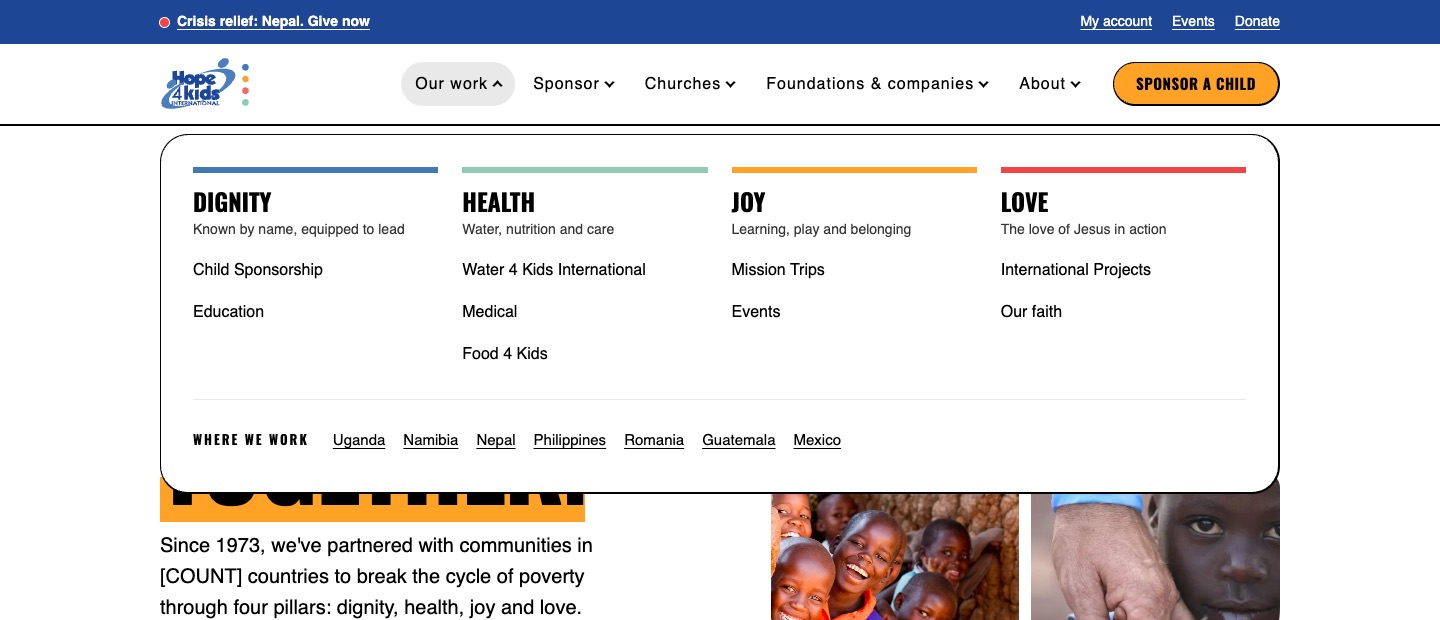 Crisis relief: Nepal. Give now
My account Events Donate
Hope
4 kids
INTERNATIONAL
Our work Sponsor Churches Foundations & companies About SPONSOR A CHILD
DIGNITY
Known by name, equipped to lead
Child Sponsorship
Education
HEALTH
Water, nutrition and care
Water 4 Kids International
Medical
Food 4 Kids
JOY
Learning, play and belonging
Mission Trips
Events
LOVE
The love of Jesus in action
International Projects
Our faith
WHERE WE WORK Uganda Namibia Nepal Philippines Romania Guatemala Mexico
Since 1973, we've partnered with communities in
[COUNT] countries to break the cycle of poverty
through four pillars: dignity, health, joy and love.